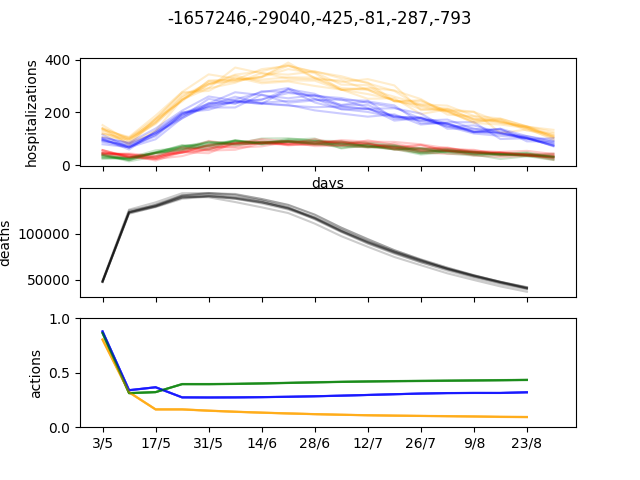 -1657246,-29040,-425,-81,-287,-793
400
200
0
hospitalizations
days
100000
50000
deaths
1.0
0.5
0.0
actions
3/5 17/5 31/5 14/6 28/6 12/7 26/7 9/8 23/8